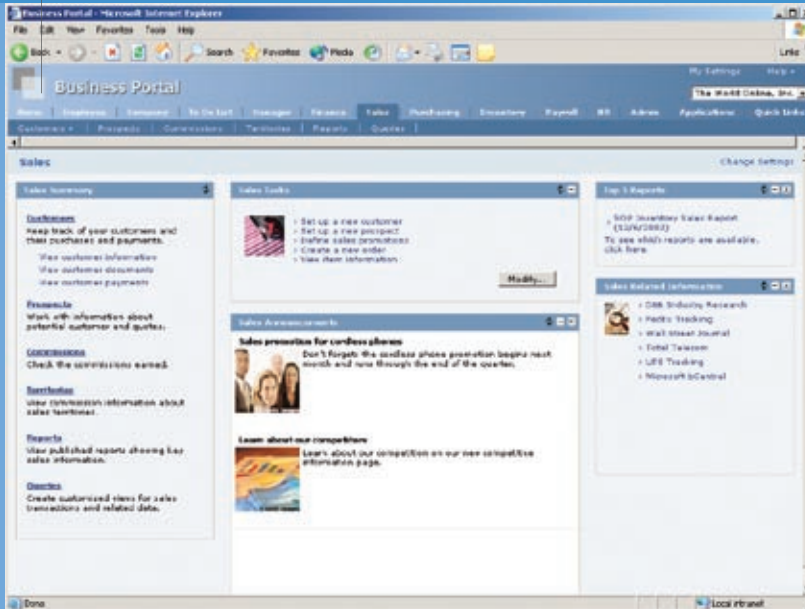 Business Portal - Microsoft Internet Explorer
File Edit View Favorites Tools Help
Back Search Favorites Media Links
Business Portal
My Settings Help
The World Online, Inc.
Home Employee Company To Do List Manager Finance Sales Purchasing Inventory Payroll HR Admin Applications Quick Links
Customers Prospects Commissions Territories Reports Queries
Sales
Change Settings
Sales Summary
Customers
Keep track of your customers and their purchases and payments.
View customer information
View customer documents
View customer payments
Prospects
Work with information about
potential customer and quotes.
Commissions
Check the commissions earned.
Territories
View commission information about
sales territories.
Reports
View published reports showing key
sales information.
Queries
Create customized views for sales
transactions and related data.
Sales Tasks
› Set up a new customer
› Set up a new prospect
› Define sales promotions
› Create a new order
› View item information
Modify...
Sales Announcements
Sales promotion for cordless phones
Don't forget: the cordless phone promotion begins next
month and runs through the end of the quarter.
Learn about our competitors
Learn about our competition on our new competitive
information page.
Top 5 Reports
› SOP Inventory Sales Report
To see which reports are available,
click here.
Sales Related Information
› D&B Industry Research
› FedEx Tracking
› Wall Street Journal
› Total Telecom
› UPS Tracking
› Microsoft bCentral
Done
Local intranet